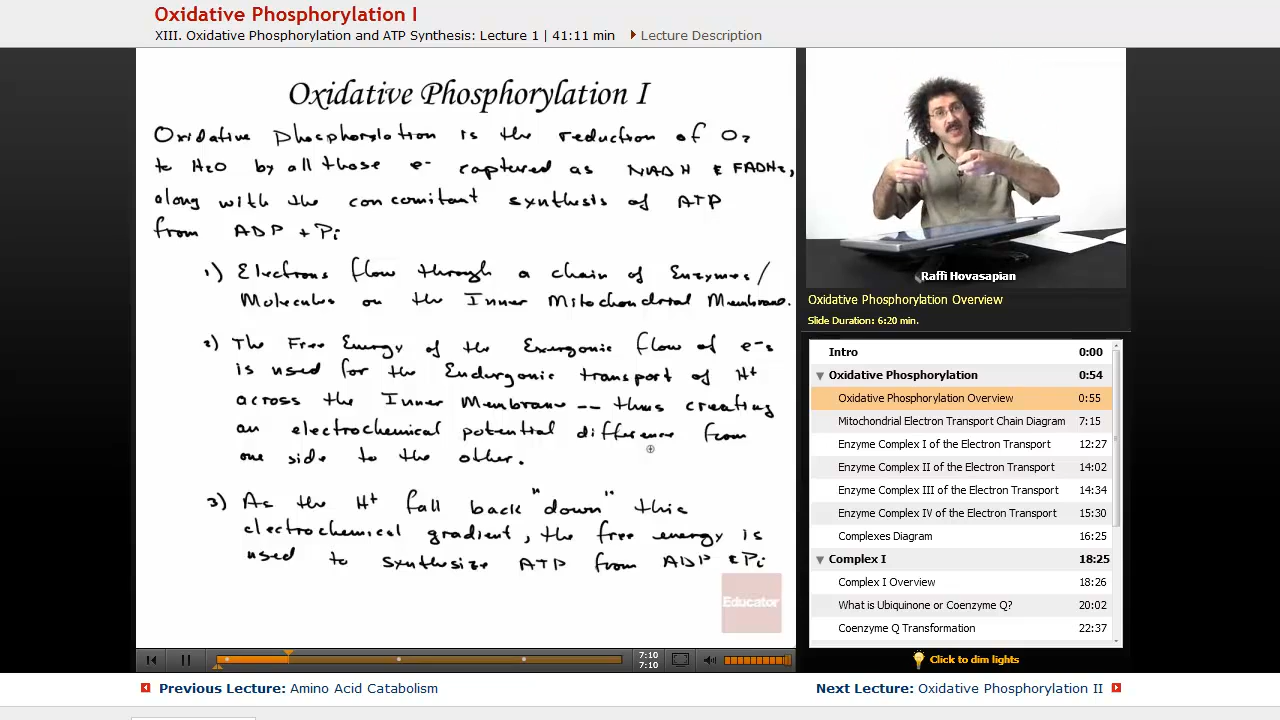 Oxidative Phosphorylation I
XIII. Oxidative Phosphorylation and ATP Synthesis: Lecture 1 | 41:11 min
Lecture Description
Oxidative Phosphorylation I
Oxidative phosphorylation is the reduction of O₂
to H₂O by all those e⁻ captured as NADH & FADH₂,
along with the concomitant synthesis of ATP
from ADP + Pi
1) Electrons flow through a chain of Enzymes/
Molecules on the Inner Mitochondrial Membrane.
2) The Free Energy of the Exergonic flow of e⁻s
is used for the Endergonic transport of H⁺
across the Inner Membrane -- thus creating
an electrochemical potential difference from
one side to the other.
3) As the H⁺ fall back "down" this
electrochemical gradient, the free energy is
used to synthesize ATP from ADP & Pi
Educator
7:10
7:10
Raffi Hovasapian
Oxidative Phosphorylation Overview
Slide Duration: 6:20 min.
Intro 0:00
Oxidative Phosphorylation 0:54
Oxidative Phosphorylation Overview 0:55
Mitochondrial Electron Transport Chain Diagram 7:15
Enzyme Complex I of the Electron Transport 12:27
Enzyme Complex II of the Electron Transport 14:02
Enzyme Complex III of the Electron Transport 14:34
Enzyme Complex IV of the Electron Transport 15:30
Complexes Diagram 16:25
Complex I 18:25
Complex I Overview 18:26
What is Ubiquinone or Coenzyme Q? 20:02
Coenzyme Q Transformation 22:37
Click to dim lights
Previous Lecture: Amino Acid Catabolism
Next Lecture: Oxidative Phosphorylation II